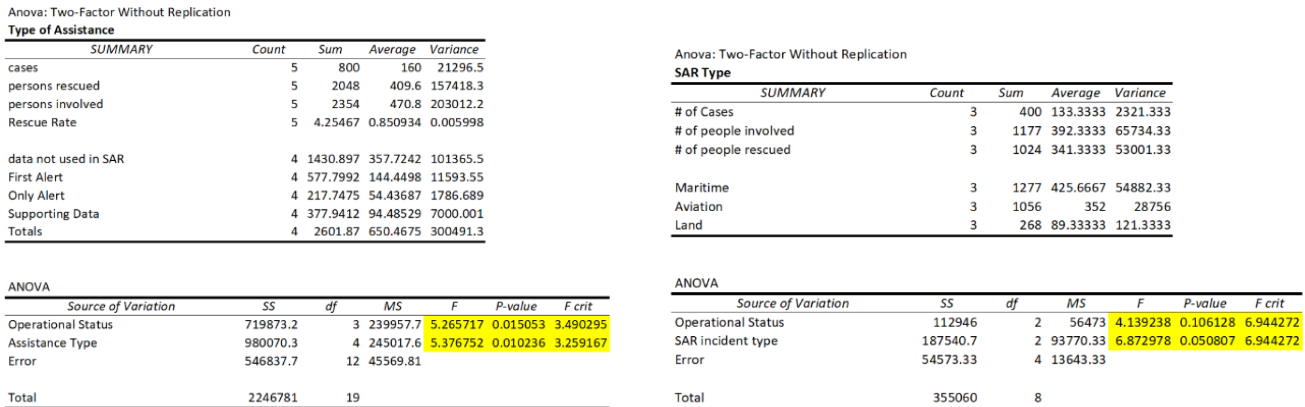 Anova: Two-Factor Without Replication
Type of Assistance
SUMMARY Count Sum Average Variance
cases 5 800 160 21296.5
persons rescued 5 2048 409.6 157418.3
persons involved 5 2354 470.8 203012.2
Rescue Rate 5 4.25467 0.850934 0.005998
data not used in SAR 4 1430.897 357.7242 101365.5
First Alert 4 577.7992 144.4498 11593.55
Only Alert 4 217.7475 54.43687 1786.689
Supporting Data 4 377.9412 94.48529 7000.001
Totals 4 2601.87 650.4675 300491.3
ANOVA
Source of Variation SS df MS F P-value F crit
Operational Status 719873.2 3 239957.7 5.265717 0.015053 3.490295
Assistance Type 980070.3 4 245017.6 5.376752 0.010236 3.259167
Error 546837.7 12 45569.81
Total 2246781 19
Anova: Two-Factor Without Replication
SAR Type
SUMMARY Count Sum Average Variance
# of Cases 3 400 133.3333 2321.333
# of people involved 3 1177 392.3333 65734.33
# of people rescued 3 1024 341.3333 53001.33
Maritime 3 1277 425.6667 54882.33
Aviation 3 1056 352 28756
Land 3 268 89.33333 121.3333
ANOVA
Source of Variation SS df MS F P-value F crit
Operational Status 112946 2 56473 4.139238 0.106128 6.944272
SAR incident type 187540.7 2 93770.33 6.872978 0.050807 6.944272
Error 54573.33 4 13643.33
Total 355060 8